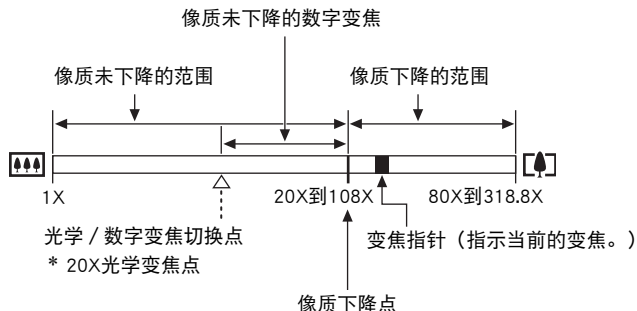 像质未下降的数字变焦
像质未下降的范围
像质下降的范围
1X
20X到108X
80X到318.8X
光学 / 数字变焦切换点
* 20X光学变焦点
变焦指针（指示当前的变焦。）
像质下降点